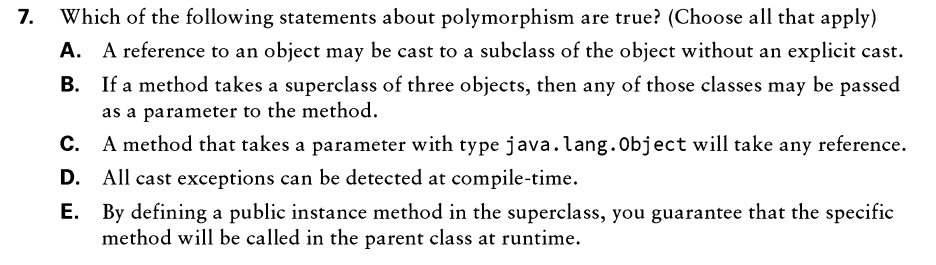 7. Which of the following statements about polymorphism are true? (Choose all that apply)
A. A reference to an object may be cast to a subclass of the object without an explicit cast.
B. If a method takes a superclass of three objects, then any of those classes may be passed
as a parameter to the method.
C. A method that takes a parameter with type java.lang.Object will take any reference.
D. All cast exceptions can be detected at compile-time.
E. By defining a public instance method in the superclass, you guarantee that the specific
method will be called in the parent class at runtime.